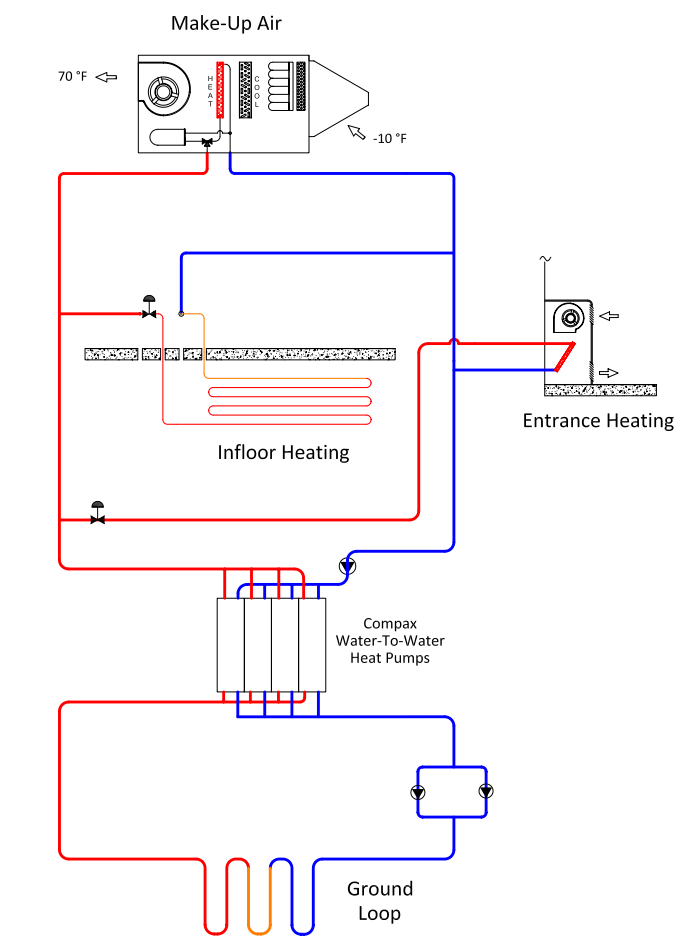 Make-Up Air
70 °F
HEAT
COOL
-10 °F
Entrance Heating
Infloor Heating
Compax
Water-To-Water
Heat Pumps
Ground
Loop